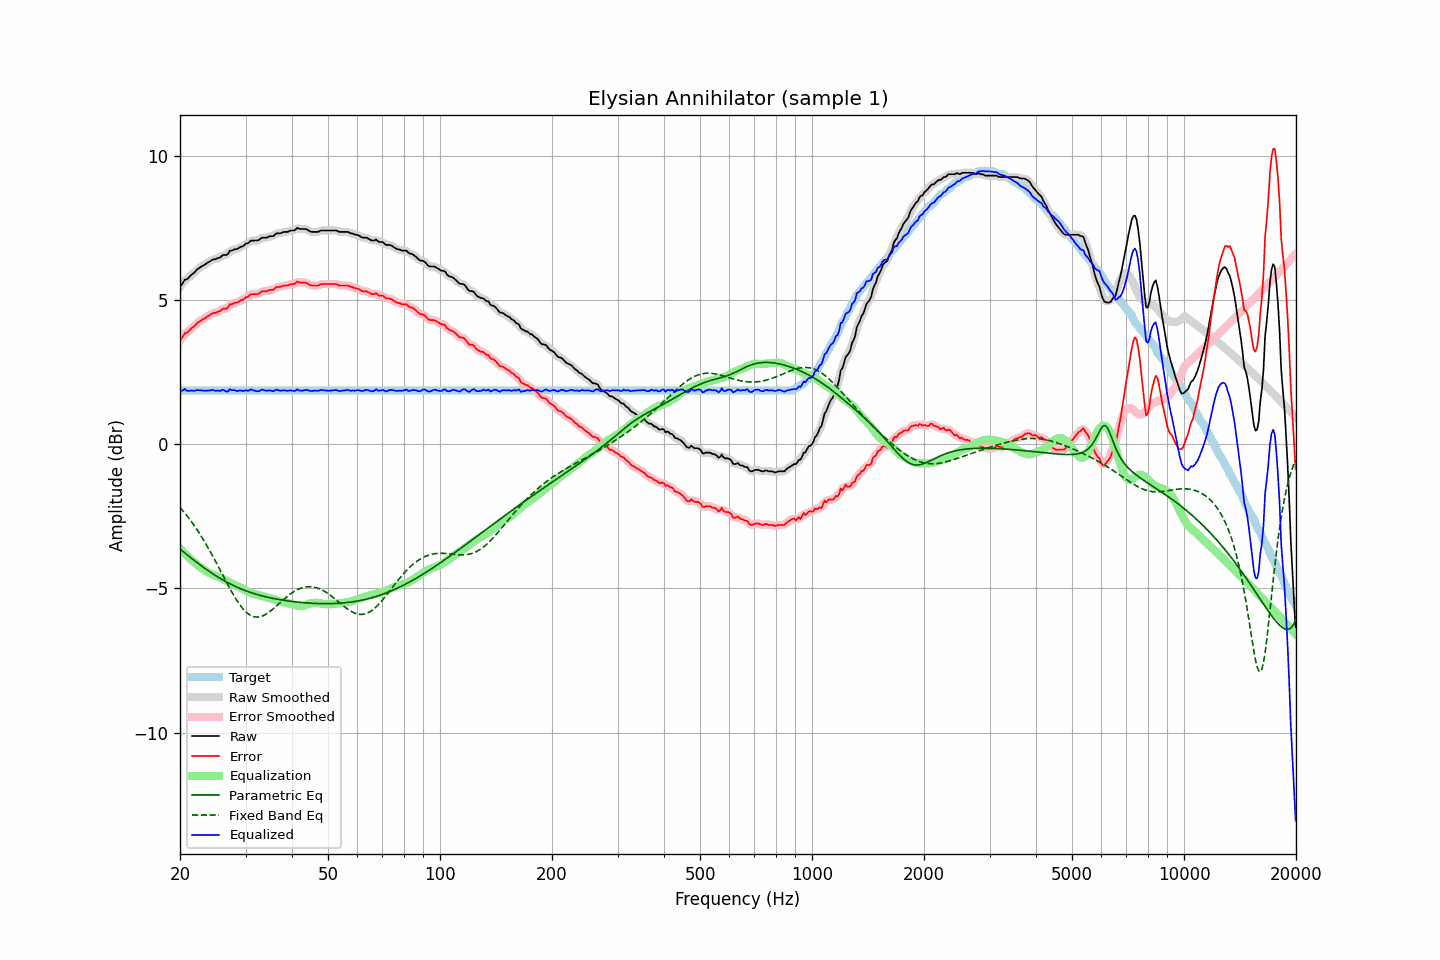 Elysian Annihilator (sample 1)
Amplitude (dBr)
10
5
0
−5
−10
Target
Raw Smoothed
Error Smoothed
Raw
Error
Equalization
Parametric Eq
Fixed Band Eq
Equalized
20
50
100
200
500
1000
2000
5000
10000
20000
Frequency (Hz)